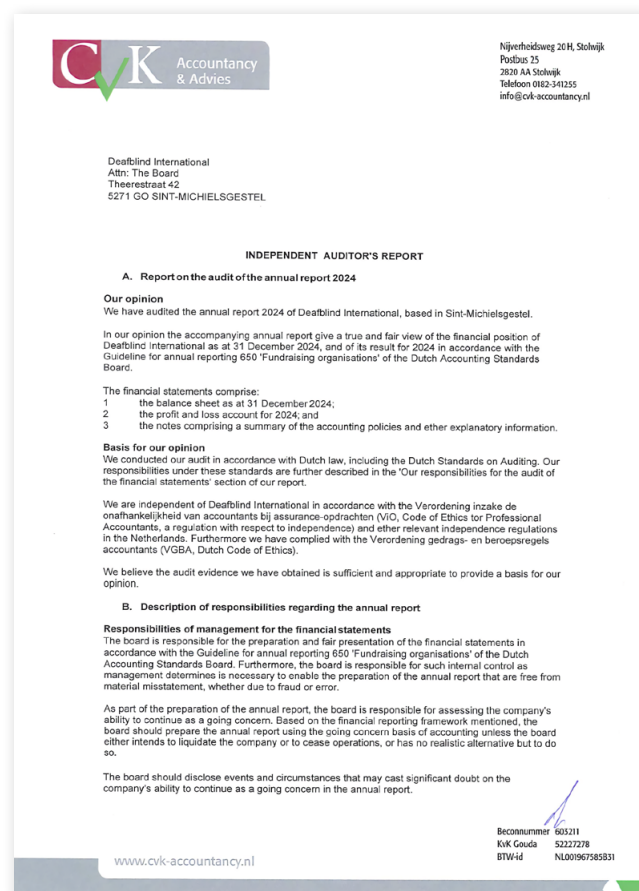 CvK Accountancy
& Advies
Nijverheidsweg 20 H, Stolwijk
Postbus 25
2820 AA Stolwijk
Telefoon 0182-341255
info@cvk-accountancy.nl
Deafblind International
Attn: The Board
Theerestraat 42
5271 GO SINT-MICHIELSGESTEL
INDEPENDENT AUDITOR'S REPORT
A. Report on the audit of the annual report 2024
Our opinion
We have audited the annual report 2024 of Deafblind International, based in Sint-Michielsgestel.
In our opinion the accompanying annual report give a true and fair view of the financial position of
Deafblind International as at 31 December 2024, and of its result for 2024 in accordance with the
Guideline for annual reporting 650 'Fundraising organisations' of the Dutch Accounting Standards
Board.
The financial statements comprise:
1 the balance sheet as at 31 December 2024;
2 the profit and loss account for 2024; and
3 the notes comprising a summary of the accounting policies and ether explanatory information.
Basis for our opinion
We conducted our audit in accordance with Dutch law, including the Dutch Standards on Auditing. Our
responsibilities under these standards are further described in the 'Our responsibilities for the audit of
the financial statements' section of our report.
We are independent of Deafblind International in accordance with the Verordening inzake de
onafhankelijkheid van accountants bij assurance-opdrachten (ViO, Code of Ethics tor Professional
Accountants, a regulation with respect to independence) and ether relevant independence regulations
in the Netherlands. Furthermore we have complied with the Verordening gedrags- en beroepsregels
accountants (VGBA, Dutch Code of Ethics).
We believe the audit evidence we have obtained is sufficient and appropriate to provide a basis for our
opinion.
B. Description of responsibilities regarding the annual report
Responsibilities of management for the financial statements
The board is responsible for the preparation and fair presentation of the financial statements in
accordance with the Guideline for annual reporting 650 'Fundraising organisations' of the Dutch
Accounting Standards Board. Furthermore, the board is responsible for such internal control as
management determines is necessary to enable the preparation of the annual report that are free from
material misstatement, whether due to fraud or error.
As part of the preparation of the annual report, the board is responsible for assessing the company's
ability to continue as a going concern. Based on the financial reporting framework mentioned, the
board should prepare the annual report using the going concern basis of accounting unless the board
either intends to liquidate the company or to cease operations, or has no realistic alternative but to do
so.
The board should disclose events and circumstances that may cast significant doubt on the
company's ability to continue as a going concern in the annual report.
Beconnummer 603211
KvK Gouda 52227278
BTW-id NL001967585B31
www.cvk-accountancy.nl